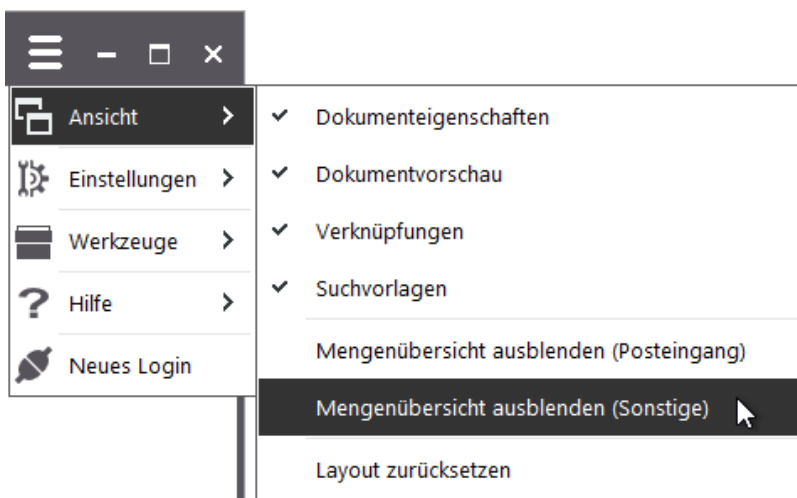 Ansicht
Einstellungen
Werkzeuge
Hilfe
Neues Login
Dokumenteigenschaften
Dokumentvorschau
Verknüpfungen
Suchvorlagen
Mengenübersicht ausblenden (Posteingang)
Mengenübersicht ausblenden (Sonstige)
Layout zurücksetzen